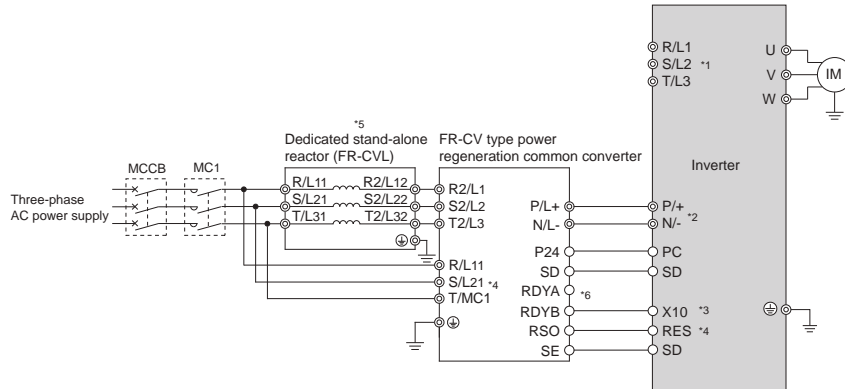 R/L1
S/L2 *1
T/L3
U
V
W
IM
*5
Dedicated stand-alone
reactor (FR-CVL)
FR-CV type power
regeneration common converter
Inverter
MCCB
MC1
Three-phase
AC power supply
R/L11 R2/L12 R2/L1
S/L21 S2/L22 S2/L2
T/L31 T2/L32 T2/L3
P/L+ P/+
N/L- N/- *2
P24 PC
SD SD
R/L11
S/L21 *4
T/MC1
RDYA *6
RDYB X10 *3
RSO RES *4
SE SD